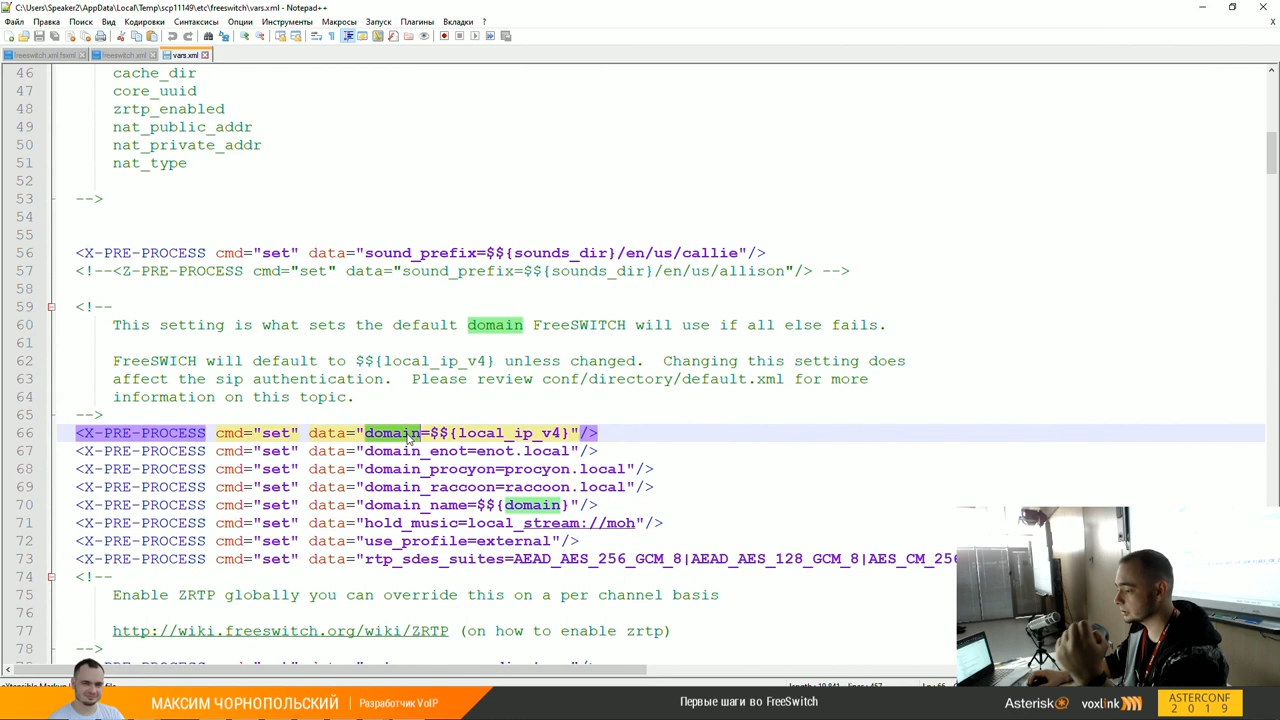 C:\Users\Speaker2\AppData\Local\Temp\scp11149\etc\freeswitch\vars.xml - Notepad++
Файл Правка Поиск Вид Кодировки Синтаксисы Опции Инструменты Макросы Запуск Плагины Вкладки ?
freeswitch.xml.fsxml freeswitch.xml vars.xml
46 cache_dir
47 core_uuid
48 zrtp_enabled
49 nat_public_addr
50 nat_private_addr
51 nat_type
52
53 -->
54
55
56 <X-PRE-PROCESS cmd="set" data="sound_prefix=$${sounds_dir}/en/us/callie"/>
57 <!--<Z-PRE-PROCESS cmd="set" data="sound_prefix=$${sounds_dir}/en/us/allison"/> -->
58
59 <!--
60 This setting is what sets the default domain FreeSWITCH will use if all else fails.
61
62 FreeSWICH will default to $${local_ip_v4} unless changed. Changing this setting does
63 affect the sip authentication. Please review conf/directory/default.xml for more
64 information on this topic.
65 -->
66 <X-PRE-PROCESS cmd="set" data="domain=$${local_ip_v4}"/>
67 <X-PRE-PROCESS cmd="set" data="domain_enot=enot.local"/>
68 <X-PRE-PROCESS cmd="set" data="domain_procyon=procyon.local"/>
69 <X-PRE-PROCESS cmd="set" data="domain_raccoon=raccoon.local"/>
70 <X-PRE-PROCESS cmd="set" data="domain_name=$${domain}"/>
71 <X-PRE-PROCESS cmd="set" data="hold_music=local_stream://moh"/>
72 <X-PRE-PROCESS cmd="set" data="use_profile=external"/>
73 <X-PRE-PROCESS cmd="set" data="rtp_sdes_suites=AEAD_AES_256_GCM_8|AEAD_AES_128_GCM_8|AES_CM_256
74 <!--
75 Enable ZRTP globally you can override this on a per channel basis
76
77 http://wiki.freeswitch.org/wiki/ZRTP (on how to enable zrtp)
78 -->
МАКСИМ ЧОРНОПОЛЬСКИЙ | Разработчик VoIP
Первые шаги во FreeSwitch
Asterisk voxlink
ASTERCONF
2019